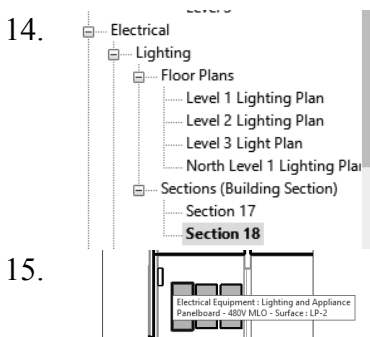 14.
Electrical
Lighting
Floor Plans
Level 1 Lighting Plan
Level 2 Lighting Plan
Level 3 Light Plan
North Level 1 Lighting Plan
Sections (Building Section)
Section 17
Section 18
15.
Electrical Equipment : Lighting and Appliance
Panelboard - 480V MLO - Surface : LP-2